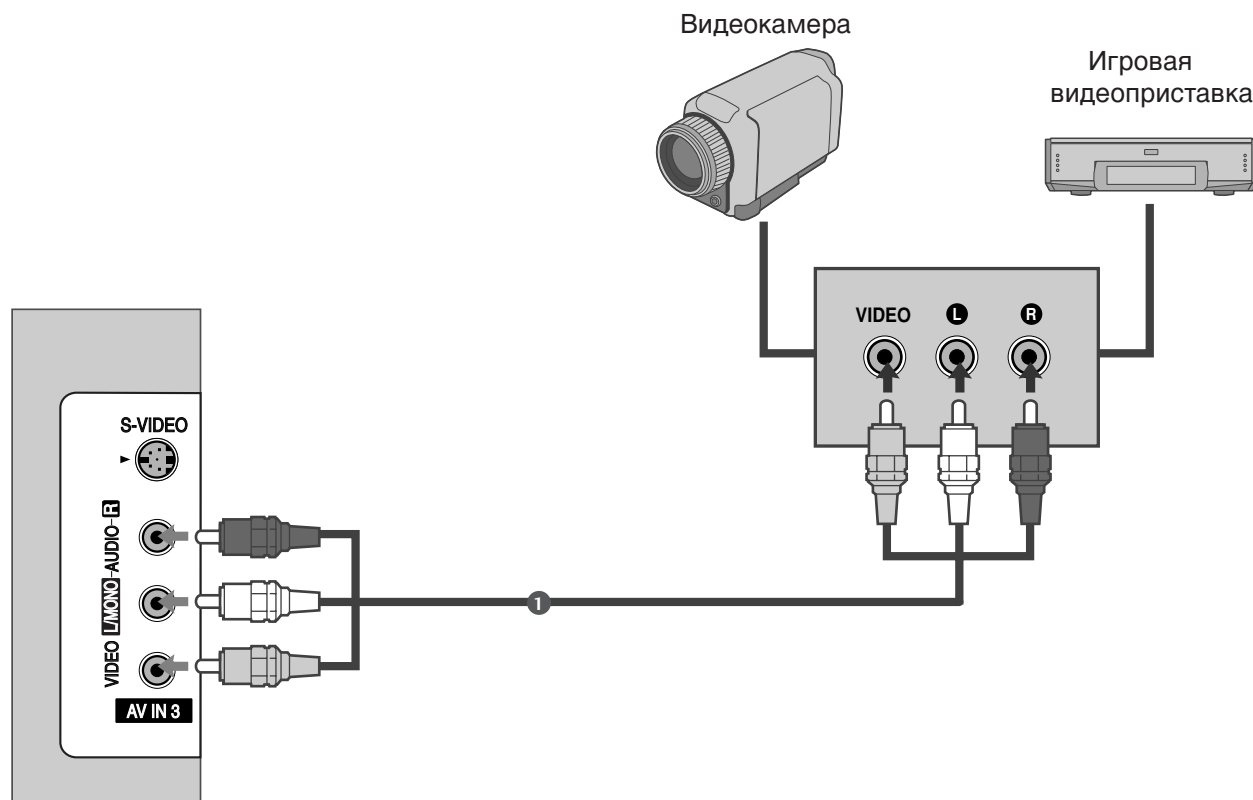 Видеокамера
Игровая
видеоприставка
VIDEO
L
R
S-VIDEO
VIDEO L/MONO-AUDIO-R
AV IN 3
1